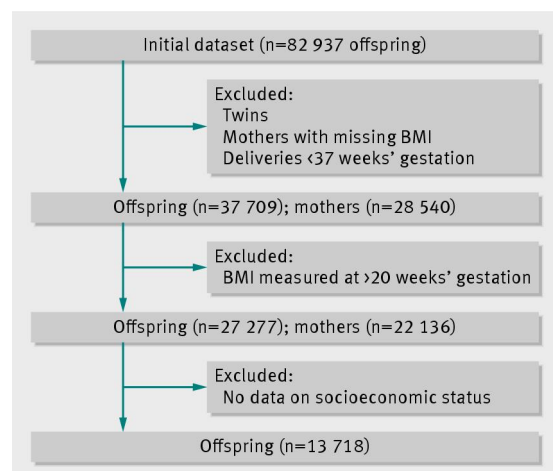 Initial dataset (n=82 937 offspring)
Excluded:
Twins
Mothers with missing BMI
Deliveries <37 weeks' gestation
Offspring (n=37 709); mothers (n=28 540)
Excluded:
BMI measured at >20 weeks' gestation
Offspring (n=27 277); mothers (n=22 136)
Excluded:
No data on socioeconomic status
Offspring (n=13 718)